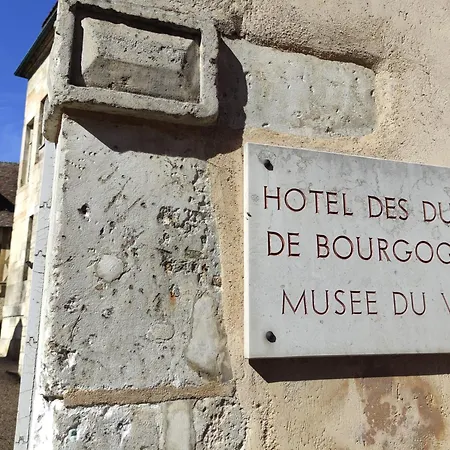 HOTEL DES DU
DE BOURGOG
MUSEE DU V